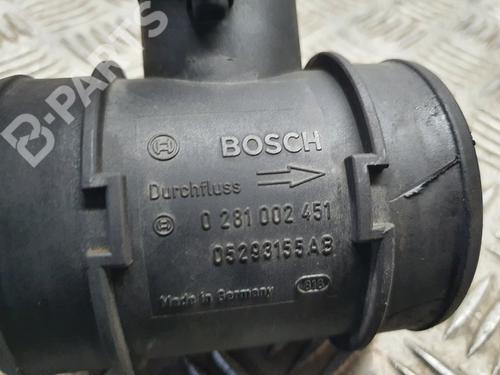 B-PARTS
BOSCH
Durchfluss
0 281 002 451
05293155AB
Made in Germany